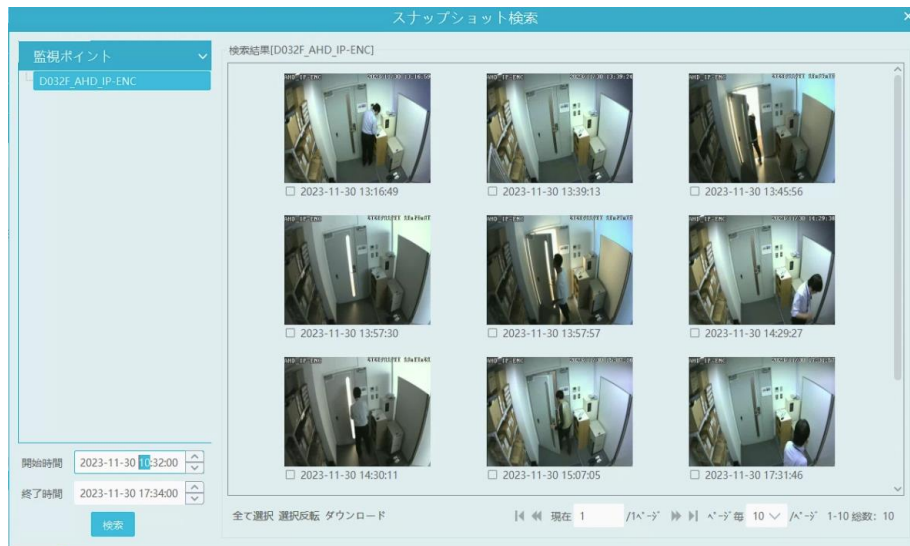 スナップショット検索
監視ポイント
D032F_AHD_IP-ENC
検索結果[D032F_AHD_IP-ENC]
2023-11-30 13:16:49
2023-11-30 13:39:13
2023-11-30 13:45:56
2023-11-30 13:57:30
2023-11-30 13:57:57
2023-11-30 14:29:27
2023-11-30 14:30:11
2023-11-30 15:07:05
2023-11-30 17:31:46
開始時間 2023-11-30 10:32:00
終了時間 2023-11-30 17:34:00
検索
全て選択 選択反転 ダウンロード
現在 1 /1ページ ページ毎 10 /ページ 1-10 総数: 10